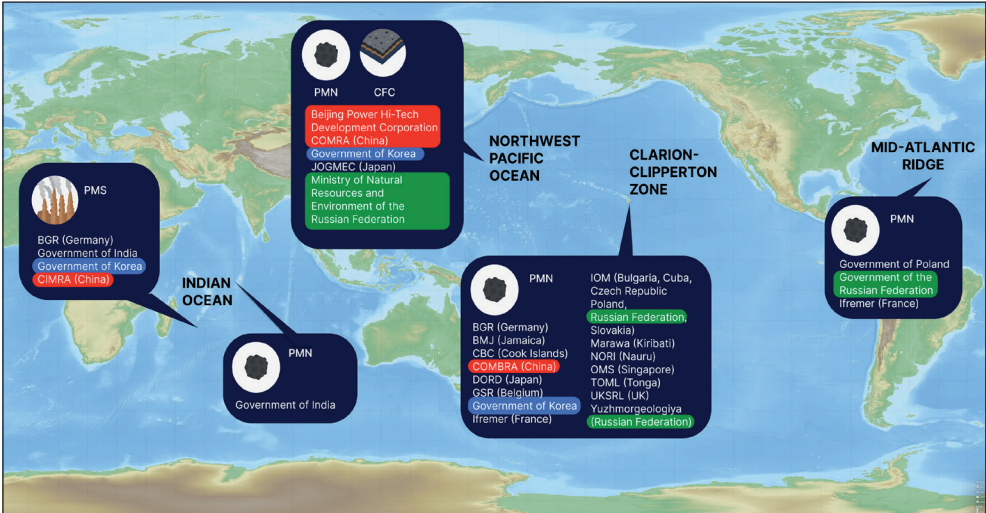 PMN
CFC
Beijing Power Hi-Tech
Development Corporation
COMRA (China)
Government of Korea
JOGMEC (Japan)
Ministry of Natural
Resources and
Environment of the
Russian Federation
NORTHWEST
PACIFIC
OCEAN
CLARION-
CLIPPERTON
ZONE
MID-ATLANTIC
RIDGE
PMS
BGR (Germany)
Government of India
Government of Korea
CIMRA (China)
INDIAN
OCEAN
PMN
Government of India
PMN
BGR (Germany)
BMJ (Jamaica)
CBC (Cook Islands)
COMBRA (China)
DORD (Japan)
GSR (Belgium)
Government of Korea
Ifremer (France)
IOM (Bulgaria, Cuba,
Czech Republic
Poland,
Russian Federation,
Slovakia)
Marawa (Kiribati)
NORI (Nauru)
OMS (Singapore)
TOML (Tonga)
UKSRL (UK)
Yuzhmorgeologiya
(Russian Federation)
PMN
Government of Poland
Government of the
Russian Federation
Ifremer (France)